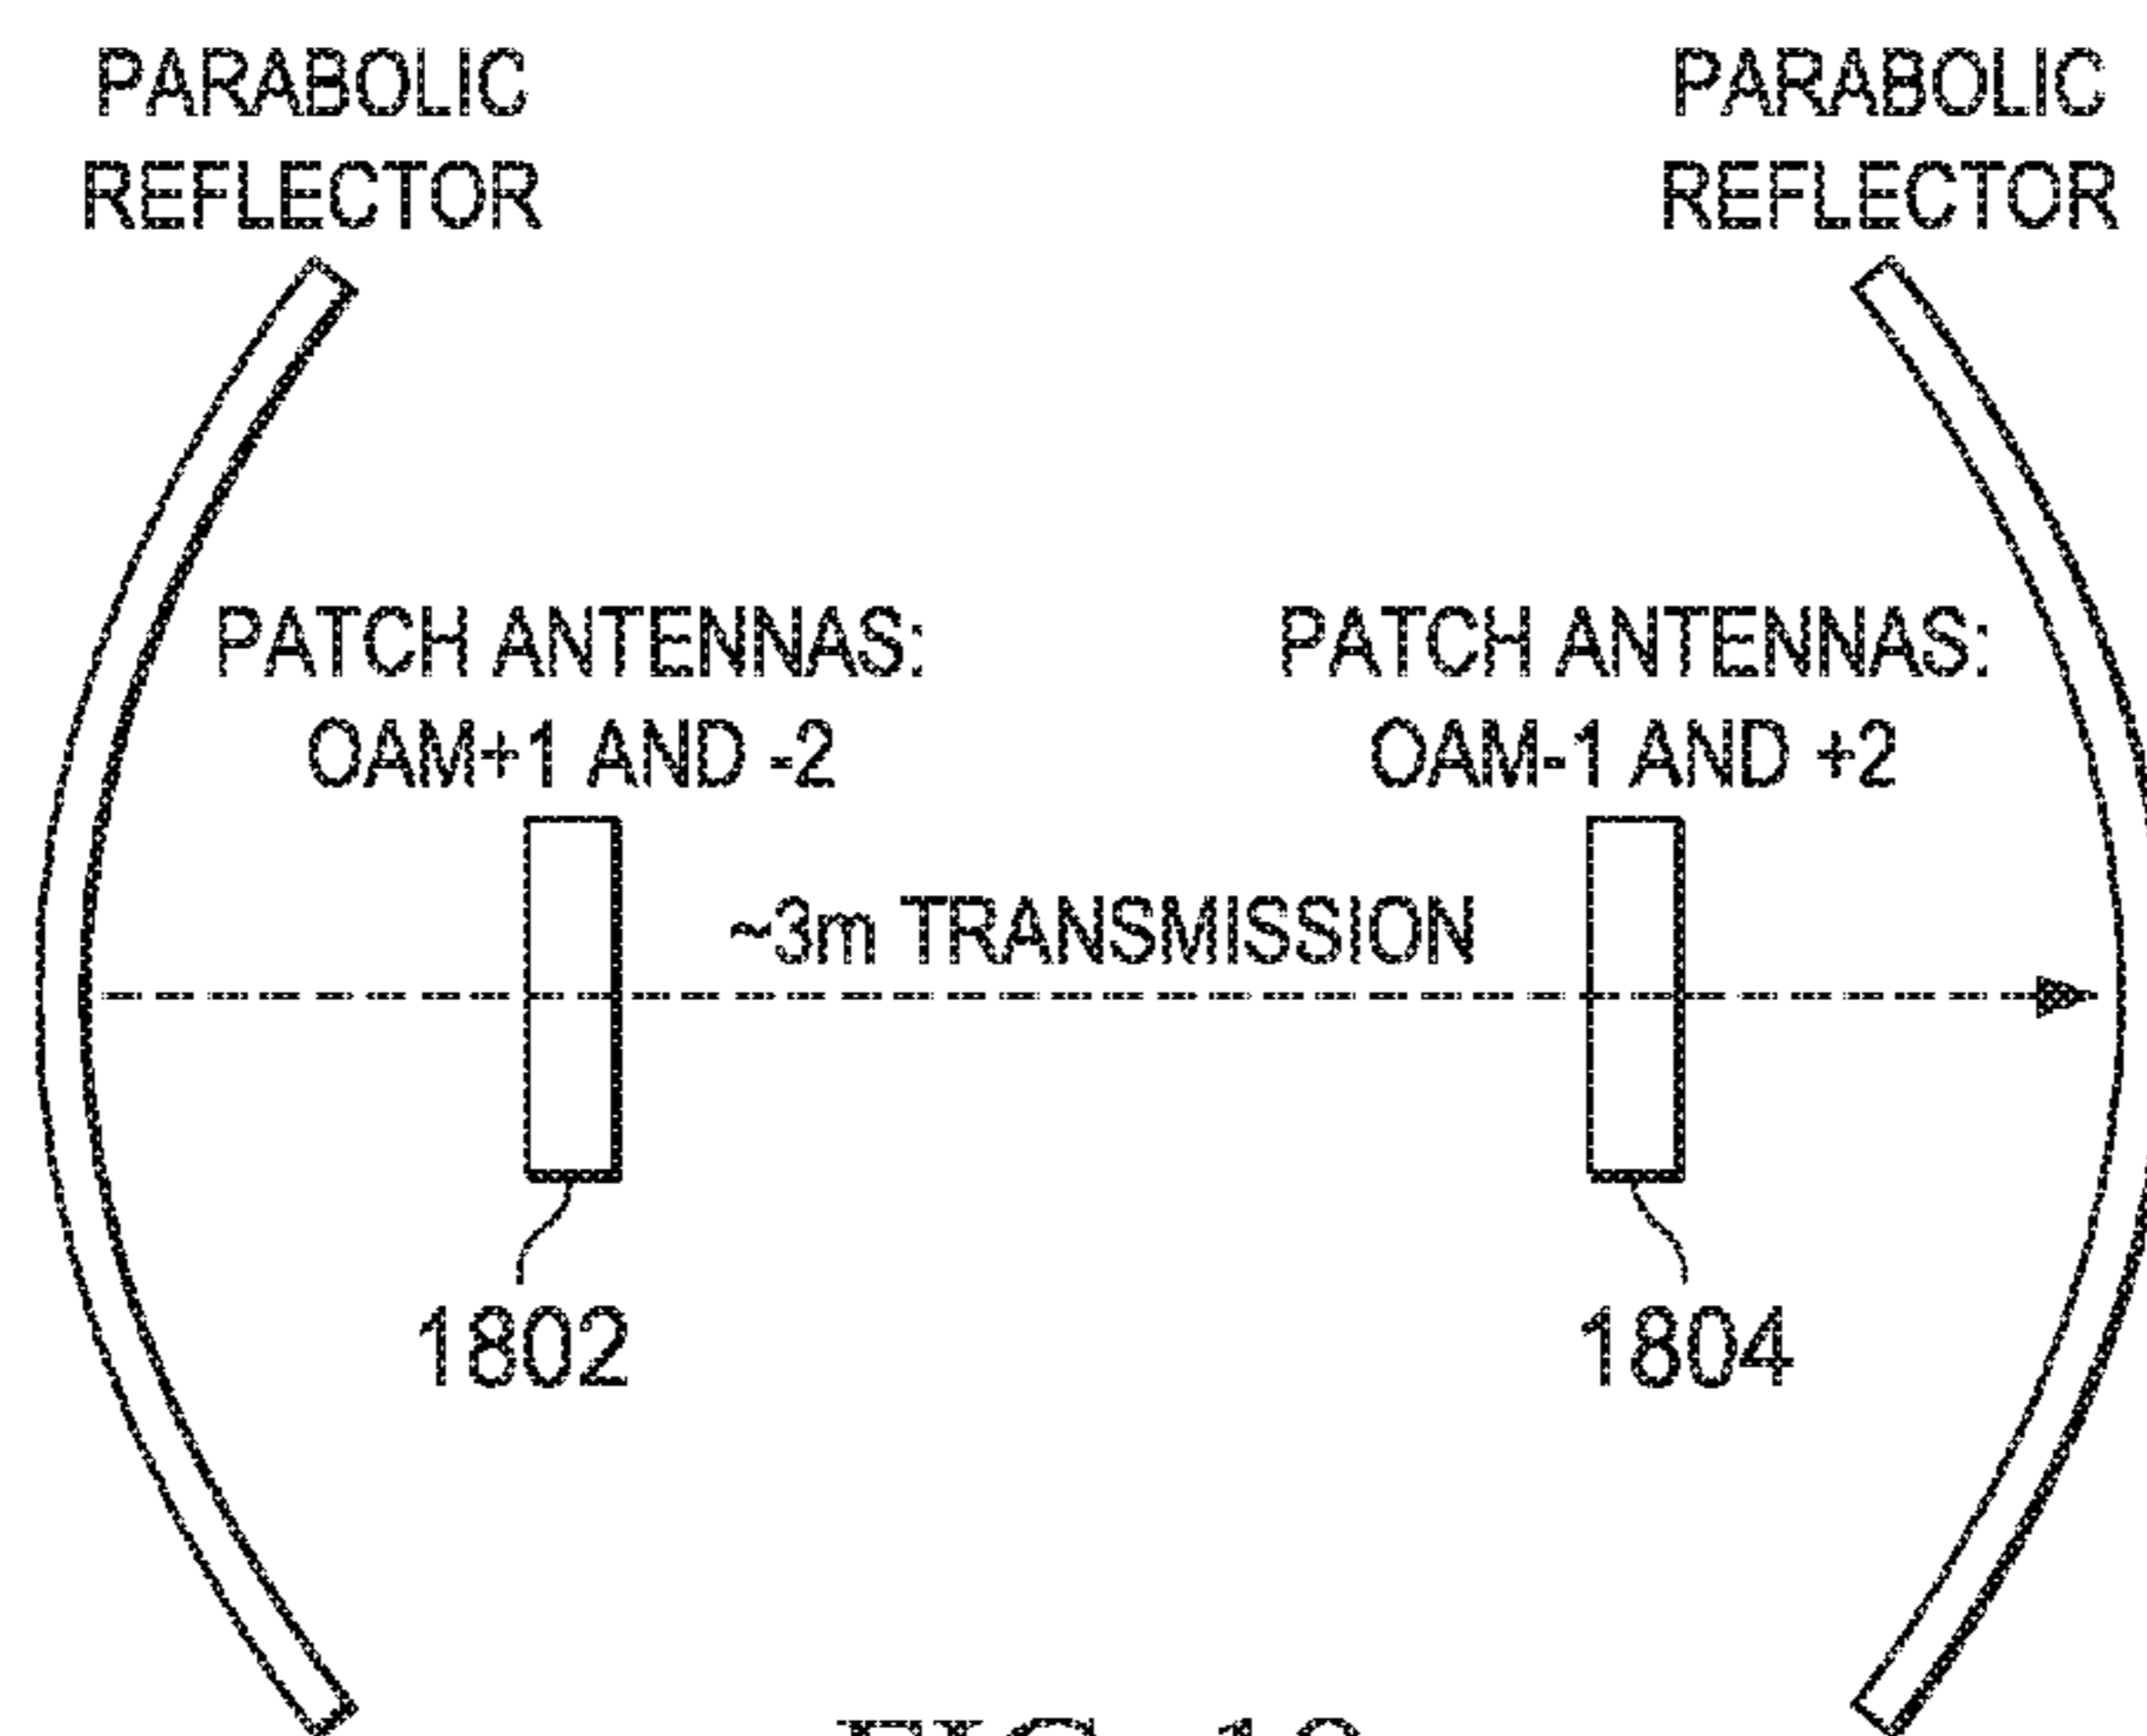 PARABOLIC
REFLECTOR
PARABOLIC
REFLECTOR
PATCH ANTENNAS:
OAM+1 AND -2
PATCH ANTENNAS:
OAM-1 AND +2
~3m TRANSMISSION
1802
1804